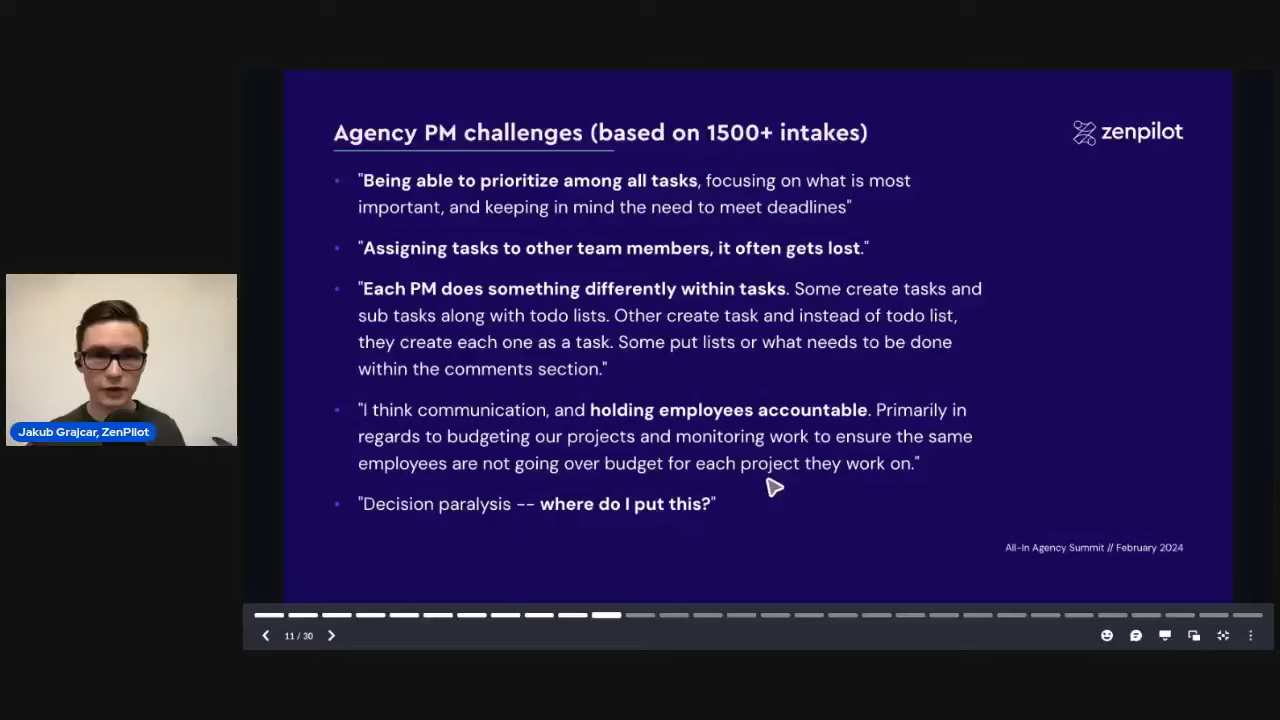 Agency PM challenges (based on 1500+ intakes)
zenpilot
"Being able to prioritize among all tasks, focusing on what is most
important, and keeping in mind the need to meet deadlines"
"Assigning tasks to other team members, it often gets lost."
"Each PM does something differently within tasks. Some create tasks and
sub tasks along with todo lists. Other create task and instead of todo list,
they create each one as a task. Some put lists or what needs to be done
within the comments section."
"I think communication, and holding employees accountable. Primarily in
regards to budgeting our projects and monitoring work to ensure the same
employees are not going over budget for each project they work on."
"Decision paralysis -- where do I put this?"
All-In Agency Summit // February 2024
Jakub Grajcar, ZenPilot
11 / 30